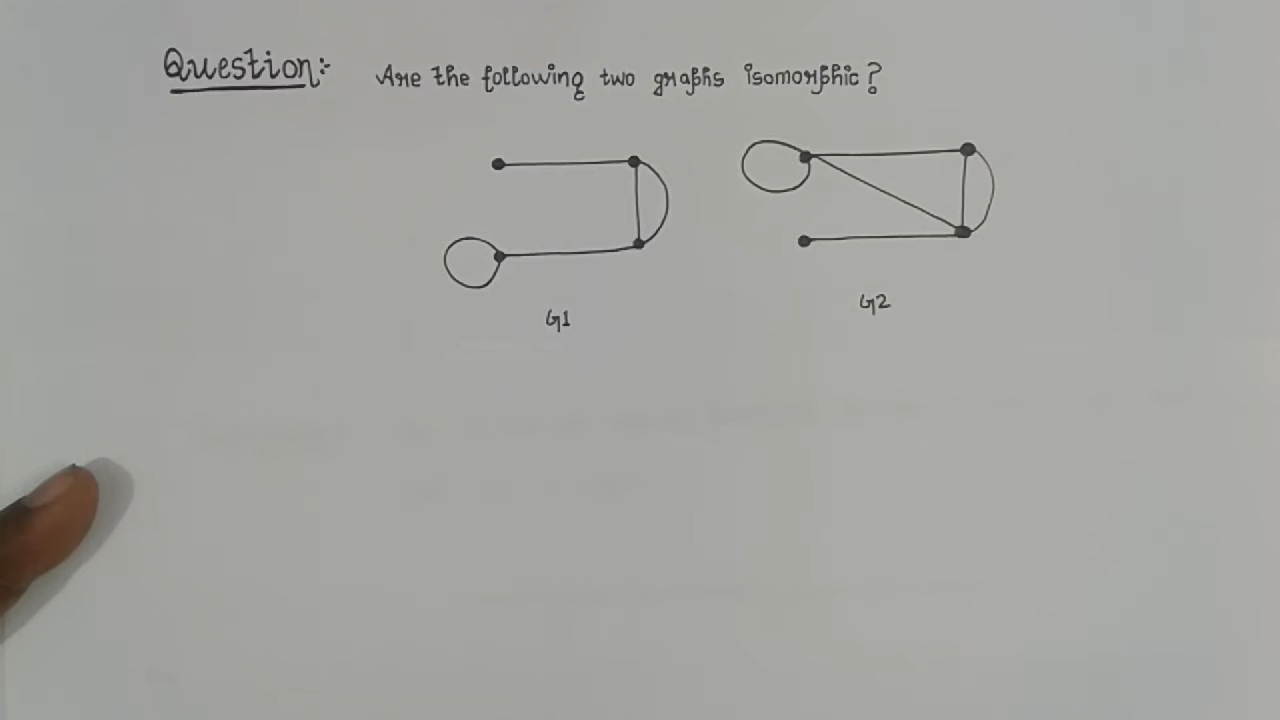 Question:- Are the following two graphs isomorphic?
G1
G2